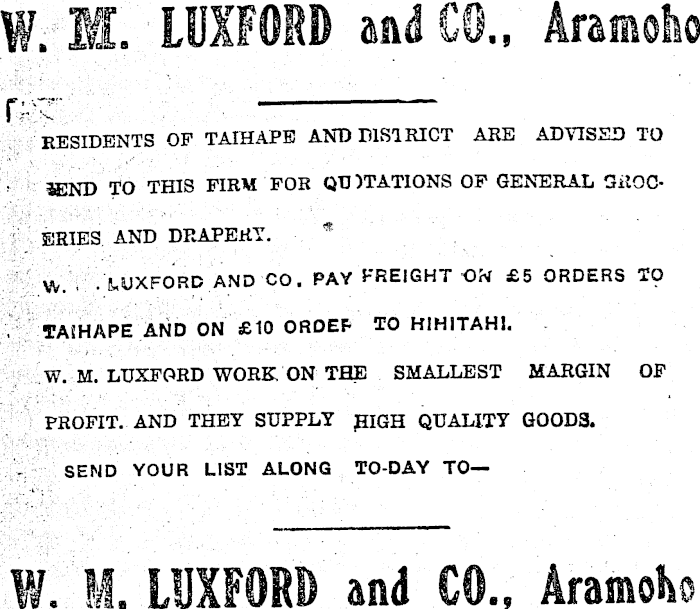 W. M. LUXFORD and CO., Aramoho
RESIDENTS OF TAIHAPE AND DISTRICT ARE ADVISED TO
SEND TO THIS FIRM FOR QUOTATIONS OF GENERAL GROC-
ERIES AND DRAPERY.
W. . LUXFORD AND CO. PAY FREIGHT ON £5 ORDERS TO
TAIHAPE AND ON £10 ORDER TO HIHITAHI.
W. M. LUXFORD WORK ON THE SMALLEST MARGIN OF
PROFIT. AND THEY SUPPLY HIGH QUALITY GOODS.
SEND YOUR LIST ALONG TO-DAY TO—
W. M. LUXFORD and CO., Aramoho